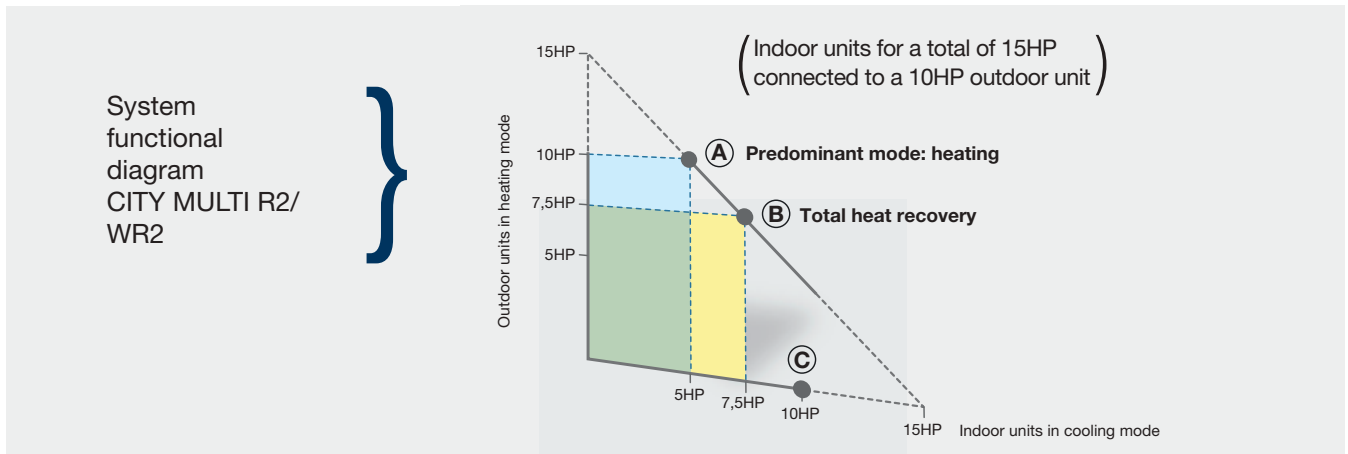 System
functional
diagram
CITY MULTI R2/
WR2
(Indoor units for a total of 15HP
connected to a 10HP outdoor unit)
Outdoor units in heating mode
15HP
10HP
7,5HP
5HP
A Predominant mode: heating
B Total heat recovery
C
5HP
7,5HP
10HP
15HP
Indoor units in cooling mode